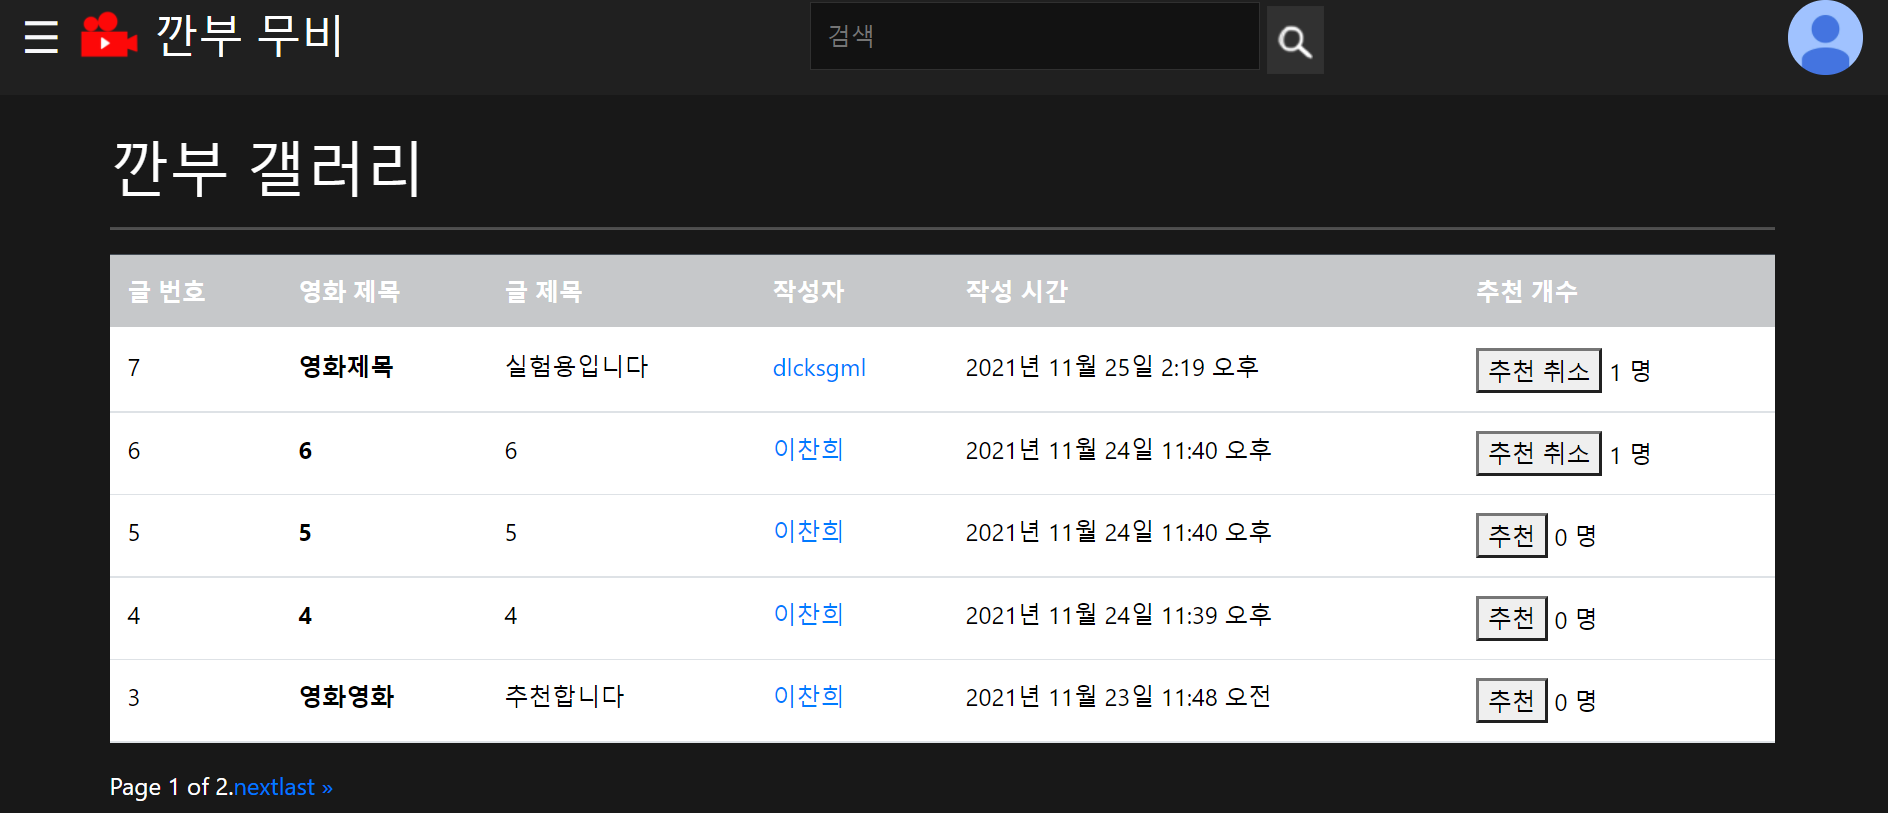 깐부 무비
검색
깐부 갤러리
글 번호 영화 제목 글 제목 작성자 작성 시간 추천 개수
7 영화제목 실험용입니다 dlcksgml 2021년 11월 25일 2:19 오후 추천 취소 1 명
6 6 6 이찬희 2021년 11월 24일 11:40 오후 추천 취소 1 명
5 5 5 이찬희 2021년 11월 24일 11:40 오후 추천 0 명
4 4 4 이찬희 2021년 11월 24일 11:39 오후 추천 0 명
3 영화영화 추천합니다 이찬희 2021년 11월 23일 11:48 오전 추천 0 명
Page 1 of 2.nextlast »